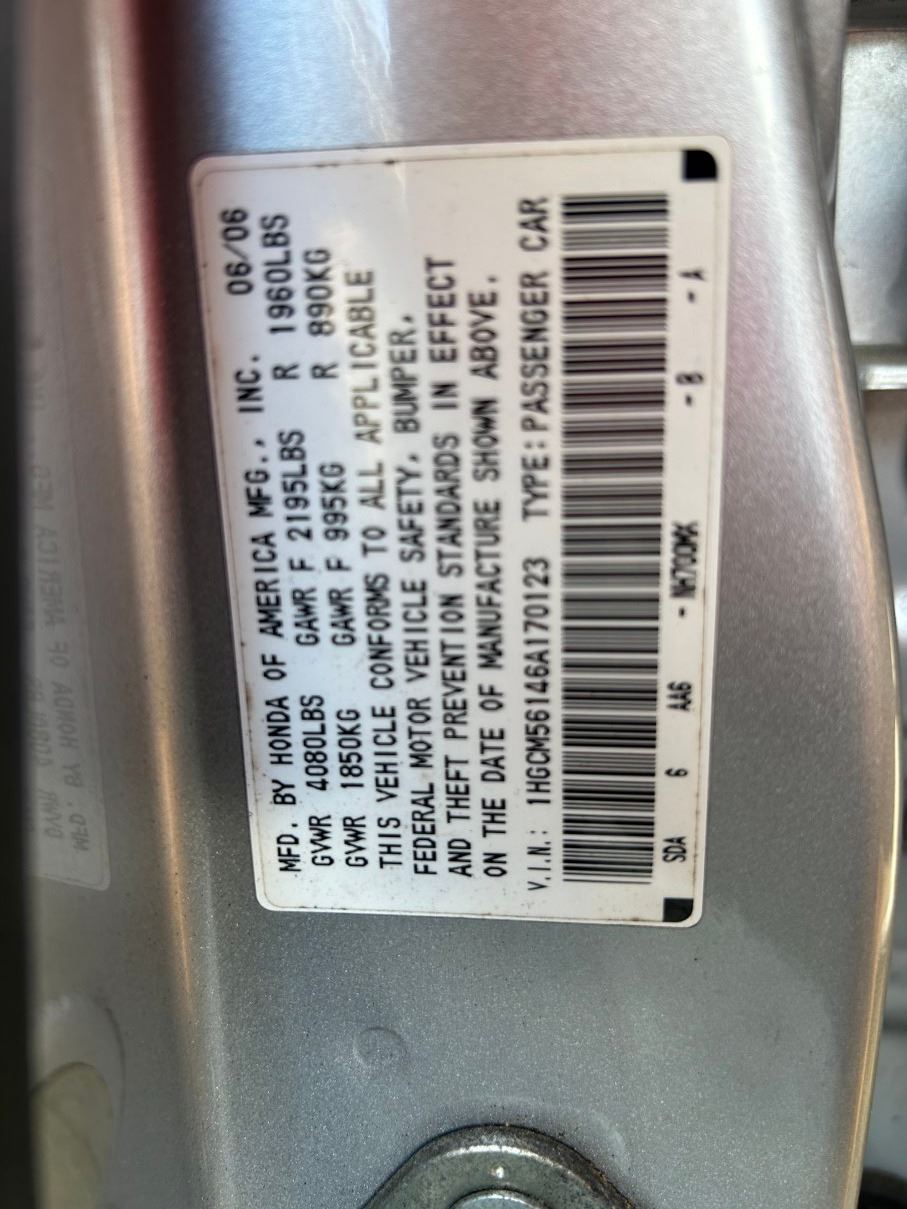 MFD. BY HONDA OF AMERICA MFG., INC. 06/06
GVWR 4080LBS GAWR F 2195LBS R 1960LBS
GVWR 1850KG GAWR F 995KG R 890KG
THIS VEHICLE CONFORMS TO ALL APPLICABLE
FEDERAL MOTOR VEHICLE SAFETY, BUMPER,
AND THEFT PREVENTION STANDARDS IN EFFECT
ON THE DATE OF MANUFACTURE SHOWN ABOVE.
V.I.N.: 1HGCM56146A170123 TYPE:PASSENGER CAR
SDA 6 AA6 - NH700MX - B - A